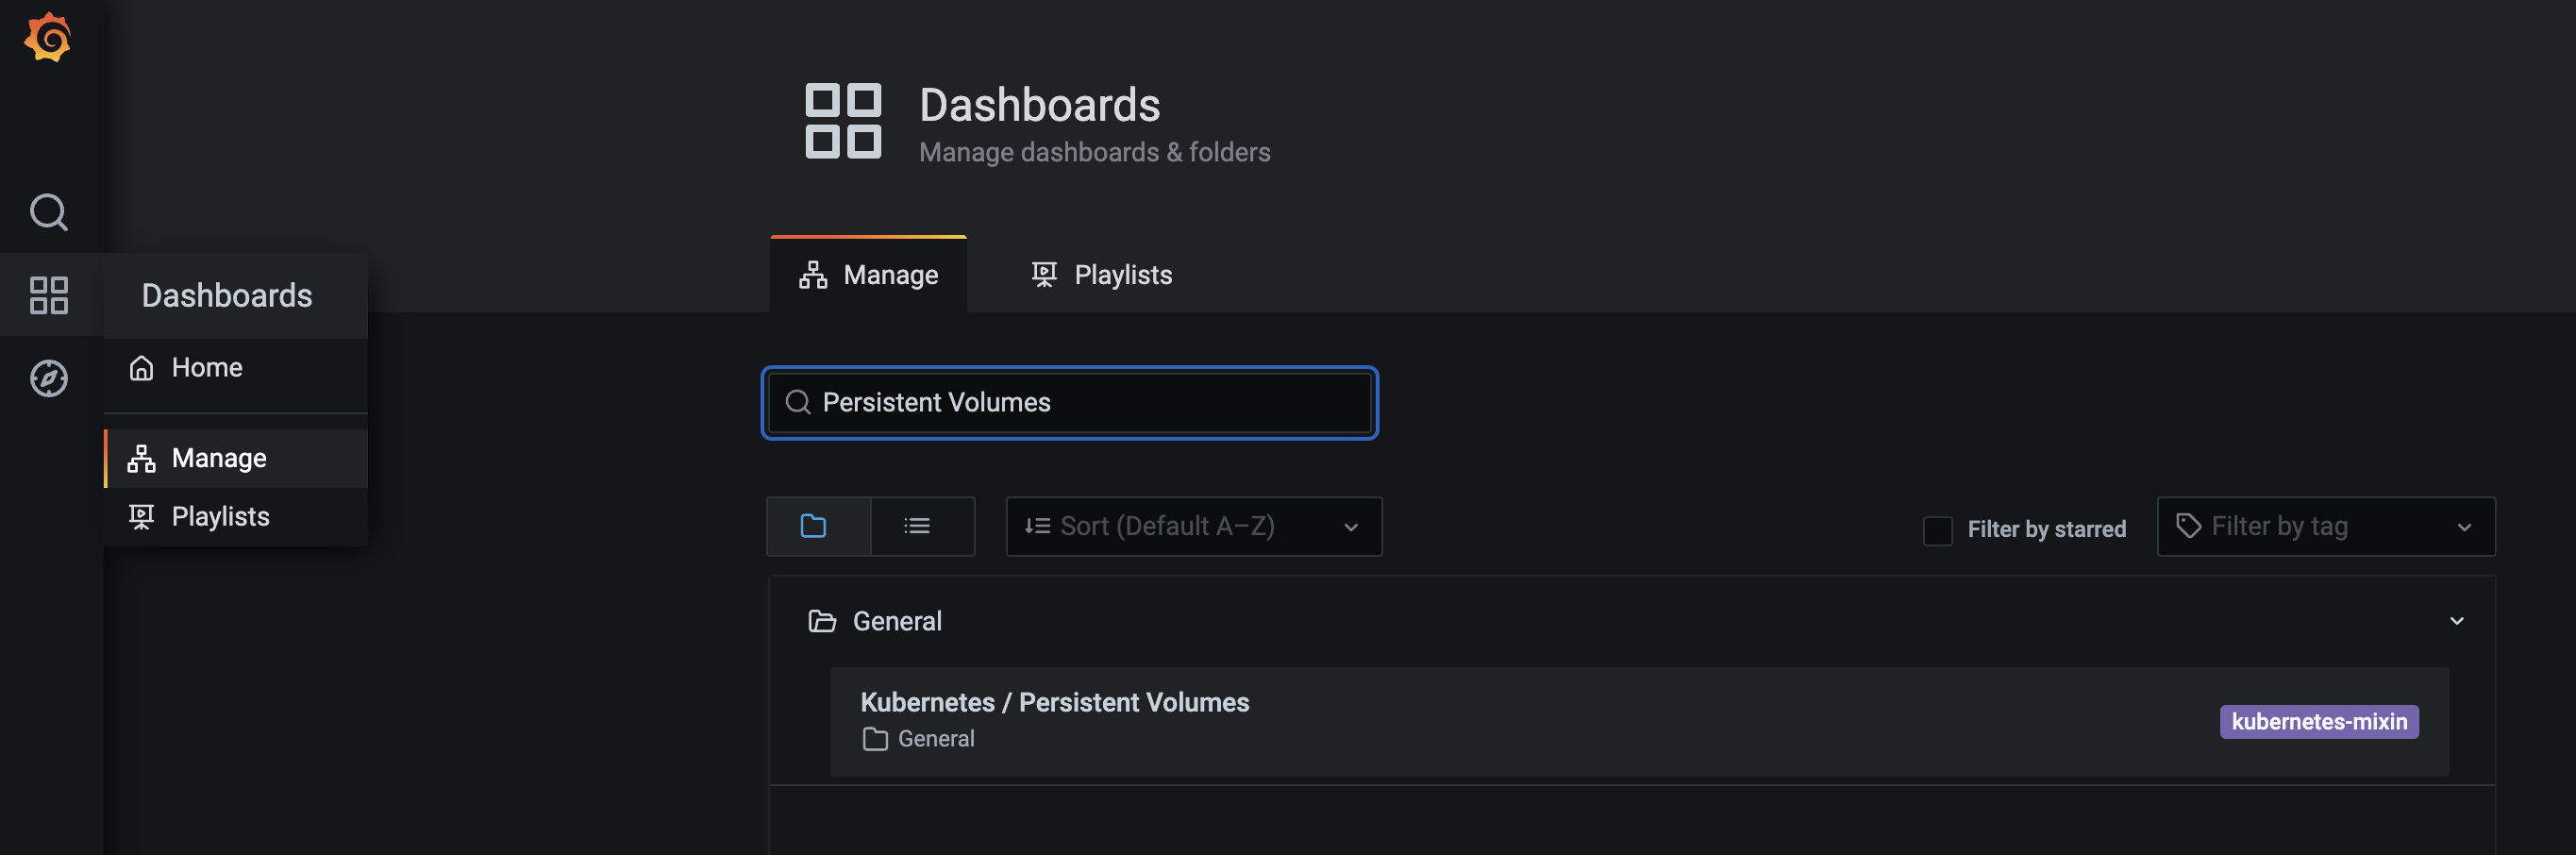 Dashboards
Manage dashboards & folders
Manage
Playlists
Dashboards
Home
Manage
Playlists
Persistent Volumes
Sort (Default A–Z)
Filter by starred
Filter by tag
General
Kubernetes / Persistent Volumes
General
kubernetes-mixin